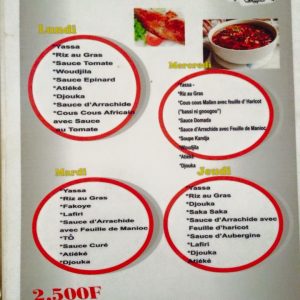 Lundi
*Yassa
*Riz au Gras
*Sauce Tomate
*Woudjila
*Sauce Epinard
*Atiéké
*Djouka
*Sauce d'Arrachide
*Cous Cous Africain
avec Sauce
au Tomate
Mercredi
*Yassa -
*Riz au Gras
*Cous cous Malien avec feuille d' Haricot
("bassi ni gnougou")
*Sauce Domada
*Sauce d'Arrachide avec Feuille de Manioc
*Soupe Kandja
*Woudjila
*Atiéké
*Djouka
Mardi
*Yassa
*Riz au Gras
*Fakoye
*Lafiri
*Sauce d'Arrachide
avec Feuille de Manioc
*TÔ
*Sauce Curé
*Atiéké
*Djouka
Jeudi
*Yassa
*Riz au Gras
*Djouka
*Saka Saka
*Sauce d'Arrachide avec
Feuille d'haricot
*Sauce d'Aubergine
*Lafiri
*Djouka
Atiéké
2.500F